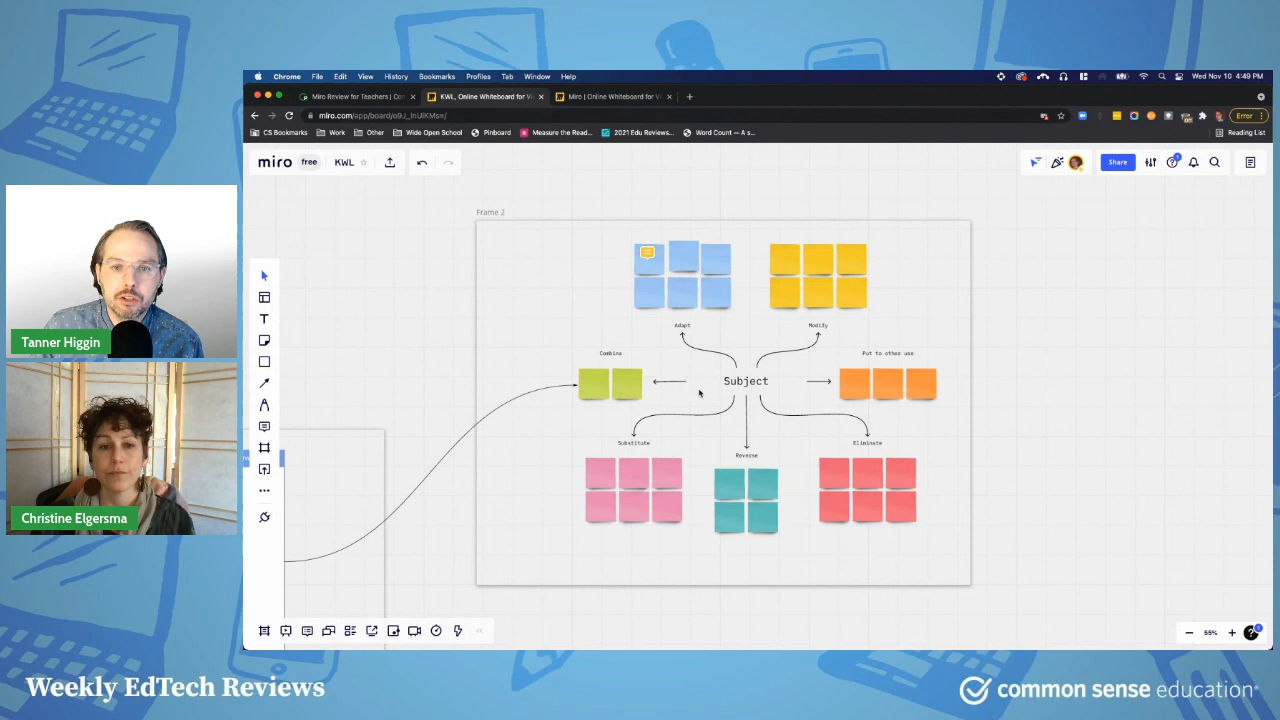 Chrome File Edit View History Bookmarks Profiles Tab Window Help
Wed Nov 10 4:49 PM
Miro Review for Teachers | Con
KWL, Online Whiteboard for Vi
Miro | Online Whiteboard for Vi
miro.com/app/board/
Error
CS Bookmarks Work Other Wide Open School Pinboard Measure the Read... 2021 Edu Reviews... Word Count — A s...
Reading List
miro free KWL
Share
Frame 2
Adapt
Modify
Combine
Put to other use
Subject
Substitute
Eliminate
Reverse
Tanner Higgin
Christine Elgersma
55%
Weekly EdTech Reviews
common sense education®